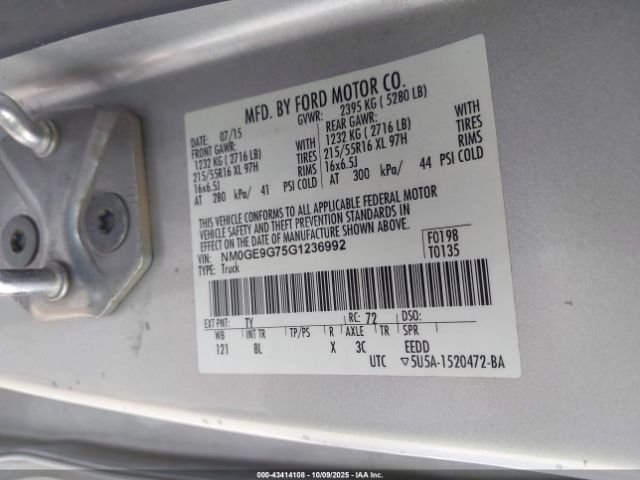 MFD. BY FORD MOTOR CO.
DATE: 07/15 GVWR: 2395 KG ( 5280 LB)
FRONT GAWR: REAR GAWR:
1232 KG ( 2716 LB) WITH 1232 KG ( 2716 LB) WITH
215/55R16 XL 97H TIRES 215/55R16 XL 97H TIRES
16x6.5J RIMS 16x6.5J RIMS
AT 280 kPa/ 41 PSI COLD AT 300 kPa/ 44 PSI COLD
THIS VEHICLE CONFORMS TO ALL APPLICABLE FEDERAL MOTOR
VEHICLE SAFETY AND THEFT PREVENTION STANDARDS IN
EFFECT ON THE DATE OF MANUFACTURE SHOWN ABOVE.
VIN: NM0GE9G75G1236992 F0198
TYPE: Truck T0135
EXT PNT: TV RC: 72 DSO:
WB INT TR TP/PS R AXLE TR SPR
121 8L X 3C EEDD
UTC ▽5U5A-1520472-BA
000-43414108 - 10/09/2025 - IAA Inc.